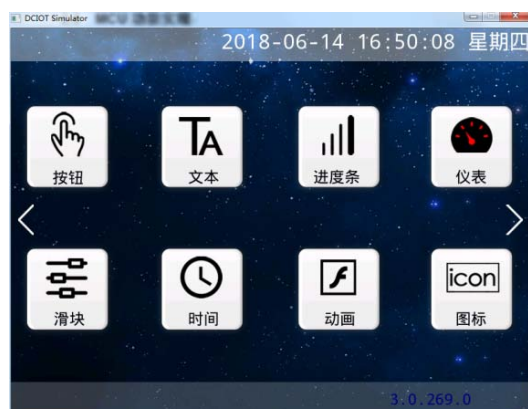 DCIOT Simulator
2018-06-14 16:50:08 星期四
按钮
TA
文本
进度条
仪表
滑块
时间
动画
icon
图标
3.0.269.0